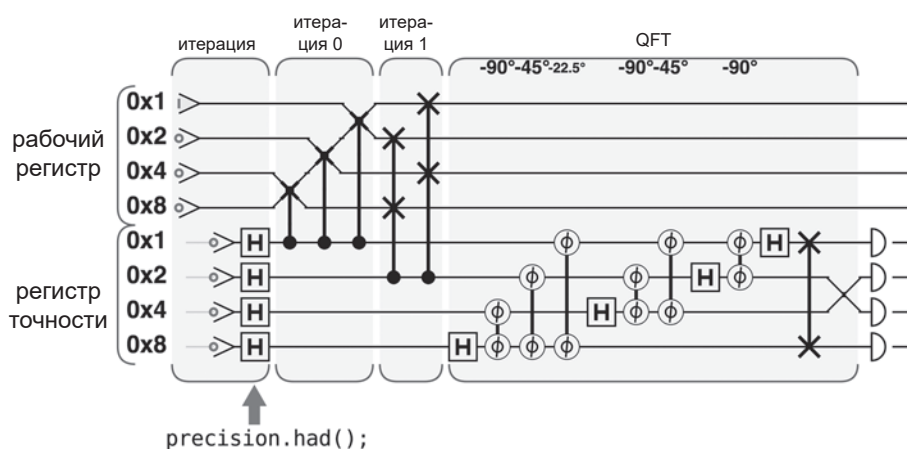 итерация
итера-
ция 0
итера-
ция 1
QFT
-90°-45°-22.5° -90°-45° -90°
рабочий
регистр
0x1
0x2
0x4
0x8
регистр
точности
0x1 H H
0x2 H H
0x4 H H
0x8 H H
precision.had();